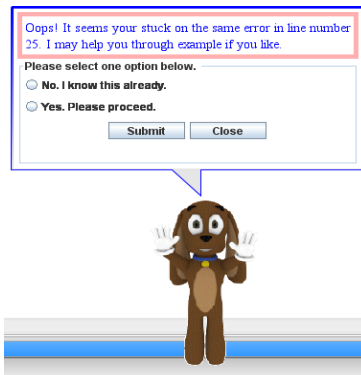 Oops! It seems your stuck on the same error in line number
25. I may help you through example if you like.
Please select one option below.
No. I know this already.
Yes. Please proceed.
Submit Close